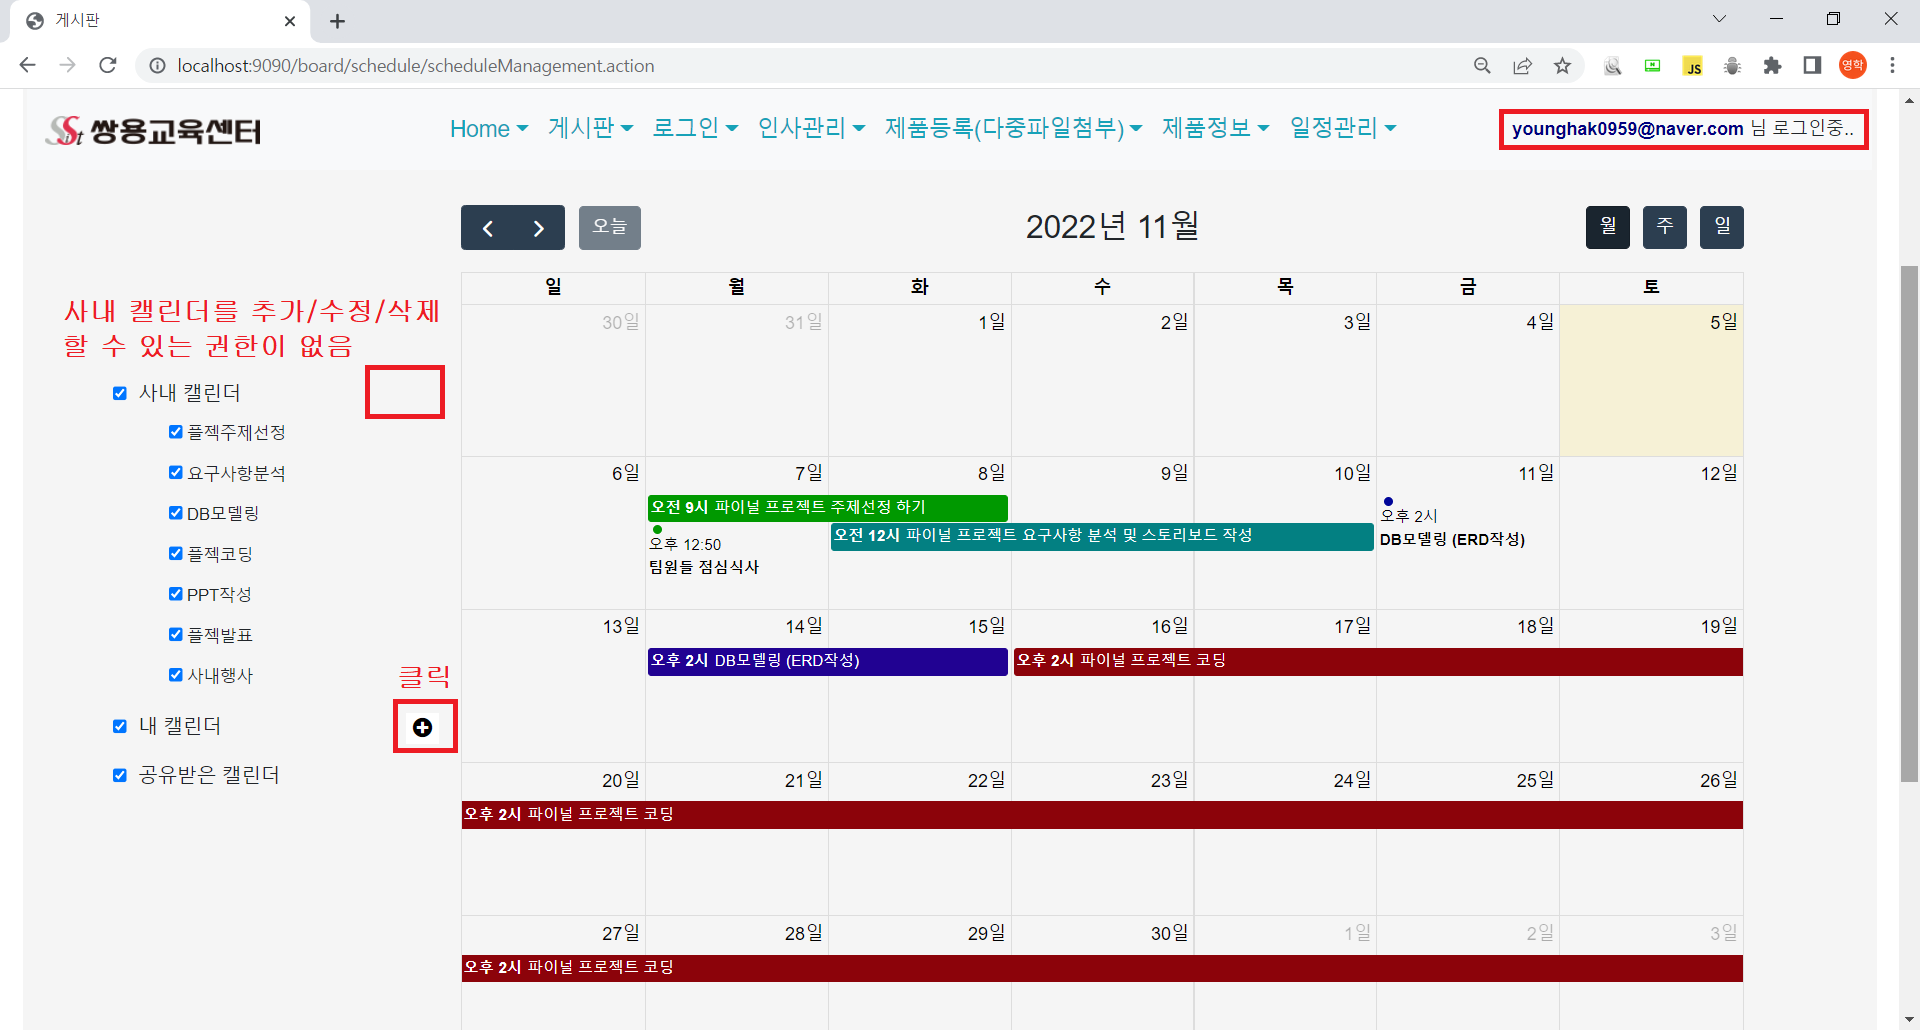 게시판
localhost:9090/board/schedule/scheduleManagement.action
JS
영학
Sist 쌍용교육센터
Home 게시판 로그인 인사관리 제품등록(다중파일첨부) 제품정보 일정관리
younghak0959@naver.com 님 로그인중..
오늘
2022년 11월
월 주 일
사내 캘린더를 추가/수정/삭제
할 수 있는 권한이 없음
사내 캘린더
플젝주제선정
요구사항분석
DB모델링
플젝코딩
PPT작성
플젝발표
사내행사
클릭
내 캘린더
공유받은 캘린더
일 월 화 수 목 금 토
30일 31일 1일 2일 3일 4일 5일
6일 7일 8일 9일 10일 11일 12일
오전 9시 파이널 프로젝트 주제선정 하기
오후 12:50
팀원들 점심식사
오전 12시 파이널 프로젝트 요구사항 분석 및 스토리보드 작성
오후 2시
DB모델링 (ERD작성)
13일 14일 15일 16일 17일 18일 19일
오후 2시 DB모델링 (ERD작성)
오후 2시 파이널 프로젝트 코딩
20일 21일 22일 23일 24일 25일 26일
오후 2시 파이널 프로젝트 코딩
27일 28일 29일 30일 1일 2일 3일
오후 2시 파이널 프로젝트 코딩